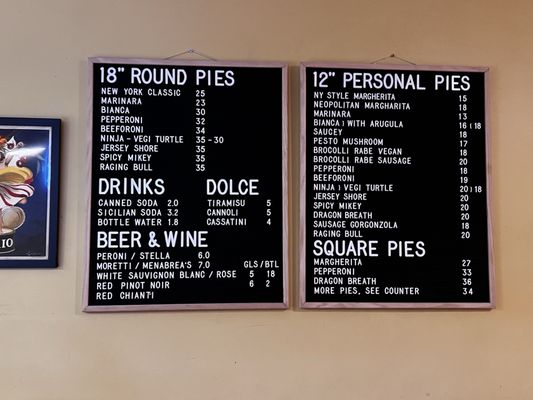 18" ROUND PIES
NEW YORK CLASSIC 25
MARINARA 23
BIANCA 30
PEPPERONI 32
BEEFORONI 34
NINJA - VEGI TURTLE 35-30
JERSEY SHORE 35
SPICY MIKEY 35
RAGING BULL 35
DRINKS
CANNED SODA 2.0
SICILIAN SODA 3.2
BOTTLE WATER 1.8
DOLCE
TIRAMISU 5
CANNOLI 5
CASSATINI 4
BEER & WINE
PERONI / STELLA 6.0
MORETTI / MENABREA'S 7.0 GLS / BTL
WHITE SAUVIGNON BLANC / ROSE 5 18
RED PINOT NOIR 6 2
RED CHIANTI
12" PERSONAL PIES
NY STYLE MARGHERITA 15
NEOPOLITAN MARGHARITA 18
MARINARA 13
BIANCA ) WITH ARUGULA 16 ( 18
SAUCEY 18
PESTO MUSHROOM 17
BROCOLLI RABE VEGAN 18
BROCOLLI RABE SAUSAGE 20
PEPPERONI 18
BEEFORONI 19
NINJA ) VEGI TURTLE 20 ) 18
JERSEY SHORE 20
SPICY MIKEY 20
DRAGON BREATH 20
SAUSAGE GORGONZOLA 18
RAGING BULL 20
SQUARE PIES
MARGHERITA 27
PEPPERONI 33
DRAGON BREATH 36
MORE PIES, SEE COUNTER 34
IO